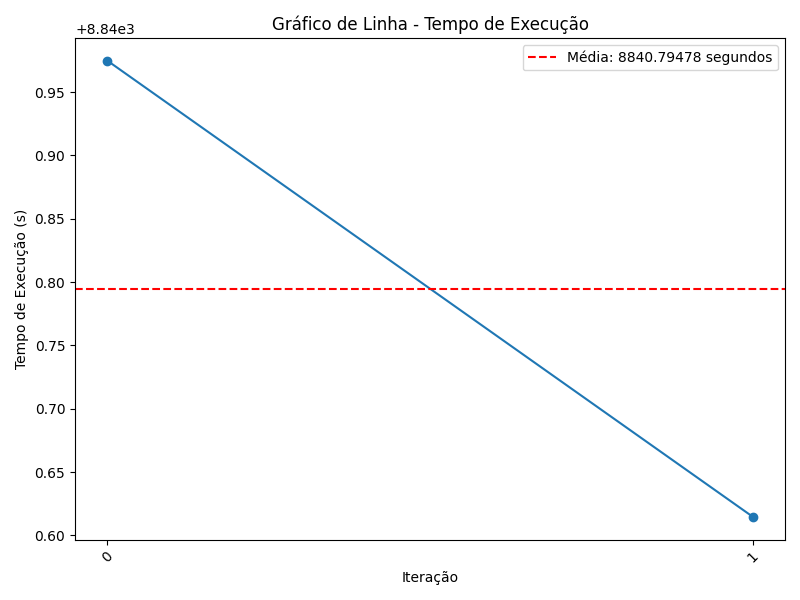 Gráfico de Linha - Tempo de Execução
+8.84e3
Média: 8840.79478 segundos
0.95
0.90
0.85
0.80
0.75
0.70
0.65
0.60
Tempo de Execução (s)
0
1
Iteração